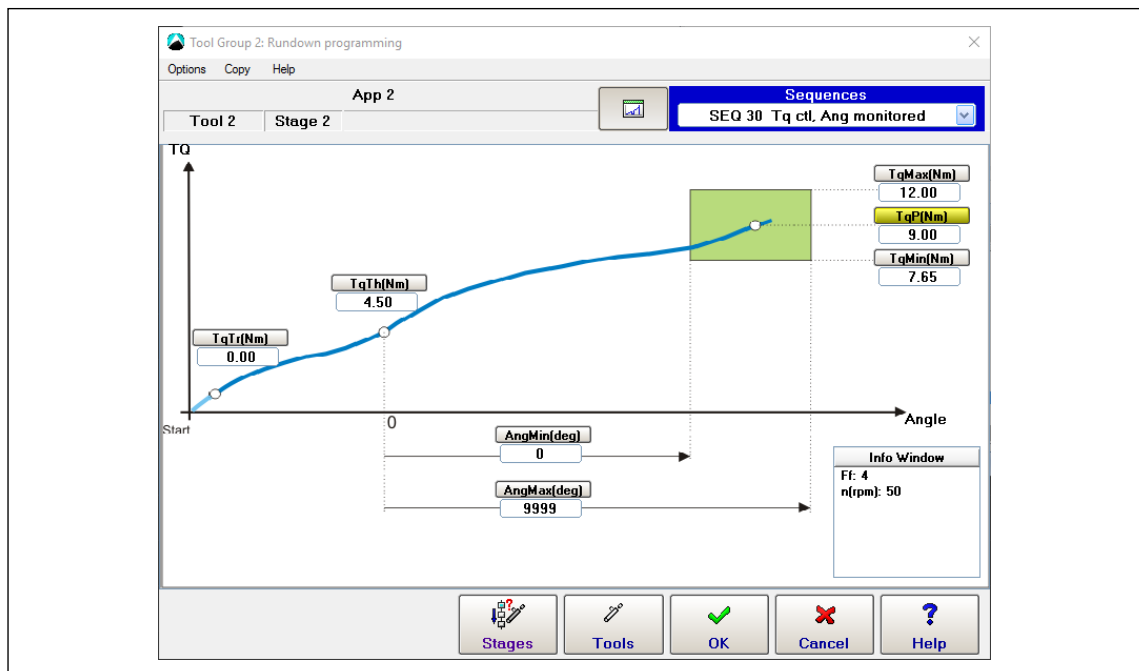 Tool Group 2: Rundown programming
Options Copy Help
App 2
Tool 2 Stage 2
Sequences
SEQ 30 Tq ctl, Ang monitored
TQ
TqMax(Nm)
12.00
TqP(Nm)
9.00
TqMin(Nm)
7.65
TqTh(Nm)
4.50
TqTr(Nm)
0.00
Start
0
Angle
AngMin(deg)
0
AngMax(deg)
9999
Info Window
Ff: 4
n(rpm): 50
Stages Tools OK Cancel Help